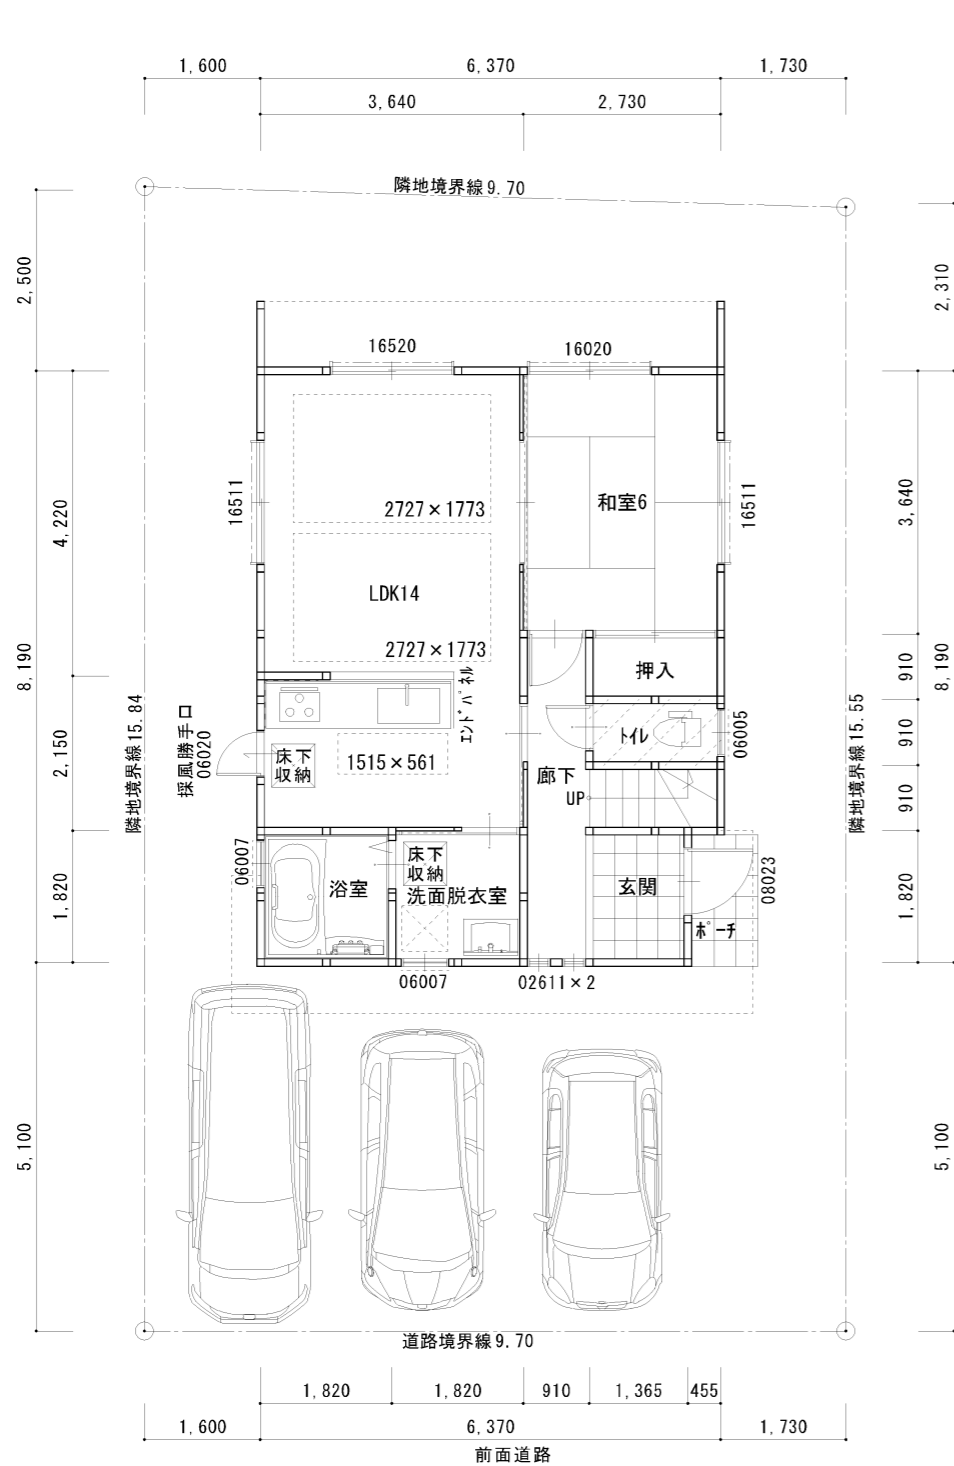 1,600
6,370
1,730
3,640
2,730
隣地境界線9.70
2,500
2,310
16520
16020
16511
和室6
16511
2727×1773
4,220
3,640
LDK14
2727×1773
8,190
910
8,190
押入
エンドパネル
隣地境界線15.84
採風勝手口
06020
2,150
床下
収納
1515×561
トイレ
06005
910
隣地境界線15.55
廊下
UP
910
1,820
06007
浴室
床下
収納
洗面脱衣室
玄関
08023
ポーチ
1,820
06007
02611×2
5,100
5,100
道路境界線9.70
1,820
1,820
910
1,365
455
1,600
6,370
1,730
前面道路